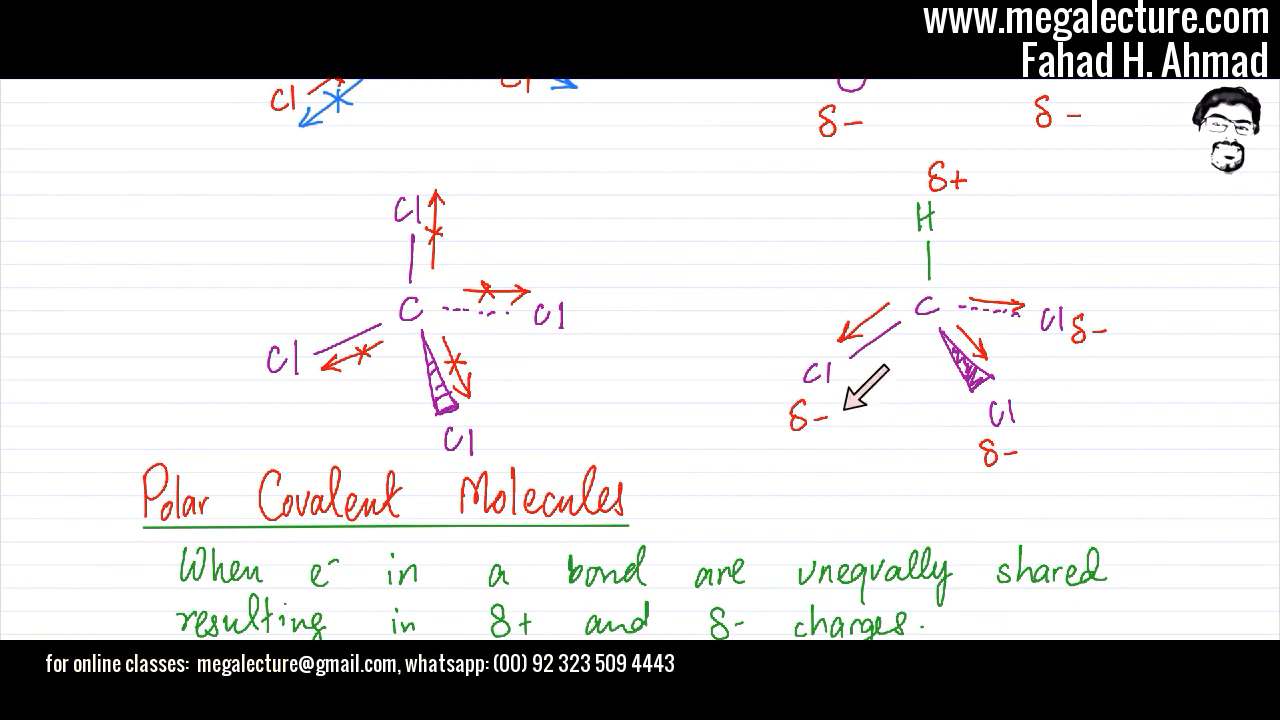 www.megalecture.com
Fahad H. Ahmad
Cl
Cl
δ-
δ-
δ+
Cl
H
C
Cl
C
Cl δ-
Cl
Cl
δ-
Cl
Cl
δ-
Polar Covalent Molecules
When e- in a bond are unequally shared
resulting in δ+ and δ- charges.
for online classes: megalecture@gmail.com, whatsapp: (00) 92 323 509 4443